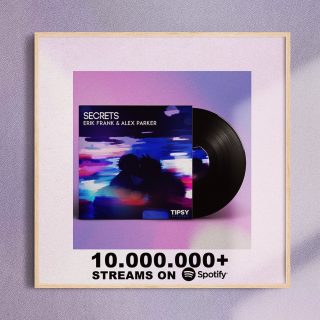 SECRETS
ERIK FRANK & ALEX PARKER
TIPSY
10.000.000+
STREAMS ON Spotify